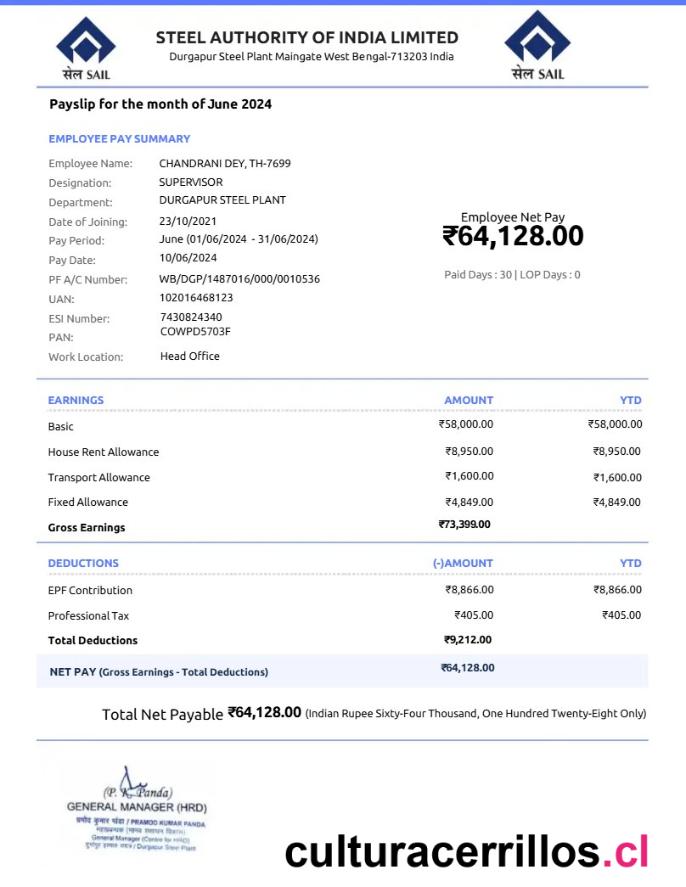 STEEL AUTHORITY OF INDIA LIMITED
Durgapur Steel Plant Maingate West Bengal-713203 India
सेल SAIL
सेल SAIL
Payslip for the month of June 2024
EMPLOYEE PAY SUMMARY
Employee Name: CHANDRANI DEY, TH-7699
Designation: SUPERVISOR
Department: DURGAPUR STEEL PLANT
Date of Joining: 23/10/2021
Pay Period: June (01/06/2024 - 31/06/2024)
Pay Date: 10/06/2024
PF A/C Number: WB/DGP/1487016/000/0010536
UAN: 102016468123
ESI Number: 7430824340
PAN: COWPD5703F
Work Location: Head Office
Employee Net Pay
₹64,128.00
Paid Days : 30 | LOP Days : 0
EARNINGS AMOUNT YTD
Basic ₹58,000.00 ₹58,000.00
House Rent Allowance ₹8,950.00 ₹8,950.00
Transport Allowance ₹1,600.00 ₹1,600.00
Fixed Allowance ₹4,849.00 ₹4,849.00
Gross Earnings ₹73,399.00
DEDUCTIONS (-)AMOUNT YTD
EPF Contribution ₹8,866.00 ₹8,866.00
Professional Tax ₹405.00 ₹405.00
Total Deductions ₹9,212.00
NET PAY (Gross Earnings - Total Deductions) ₹64,128.00
Total Net Payable ₹64,128.00 (Indian Rupee Sixty-Four Thousand, One Hundred Twenty-Eight Only)
(P. K. Panda)
GENERAL MANAGER (HRD)
प्रमोद कुमार पंडा / PRAMOD KUMAR PANDA
General Manager (Centre for HRD)
/ Durgapur Steel Plant
culturacerrillos.cl